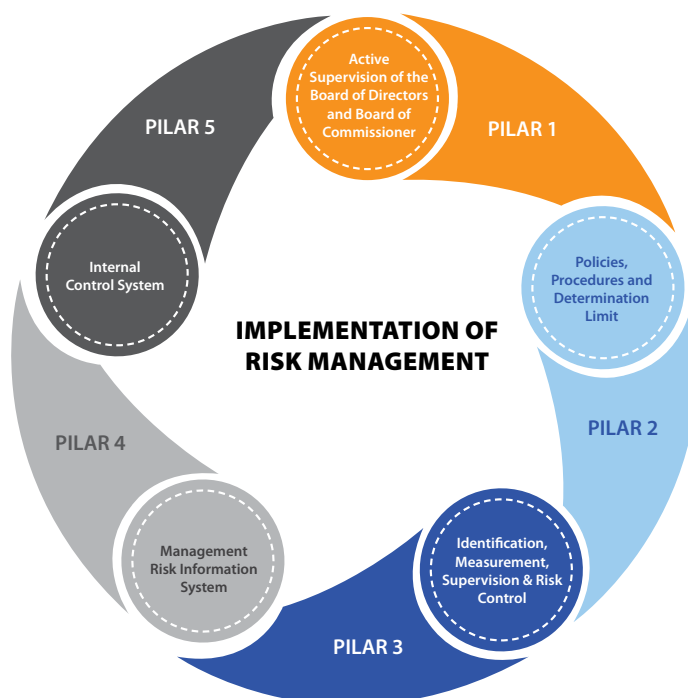 Active
Supervision of the
Board of Directors
and Board of
Commissioner
PILAR 1
Policies,
Procedures and
Determination
Limit
PILAR 2
Identification,
Measurement,
Supervision & Risk
Control
PILAR 3
Management
Risk Information
System
PILAR 4
Internal
Control System
PILAR 5
IMPLEMENTATION OF
RISK MANAGEMENT